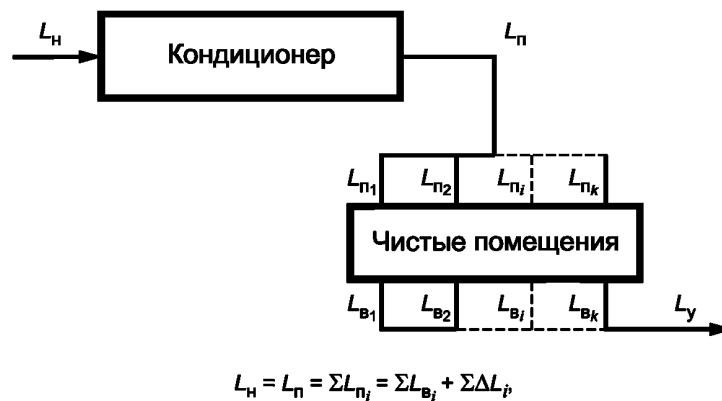 Lн Кондиционер Lп
Lп1 Lп2 Lпi Lпk
Чистые помещения
Lв1 Lв2 Lвi Lвk Lу
Lн = Lп = ΣLпi = ΣLвi + ΣΔLi,